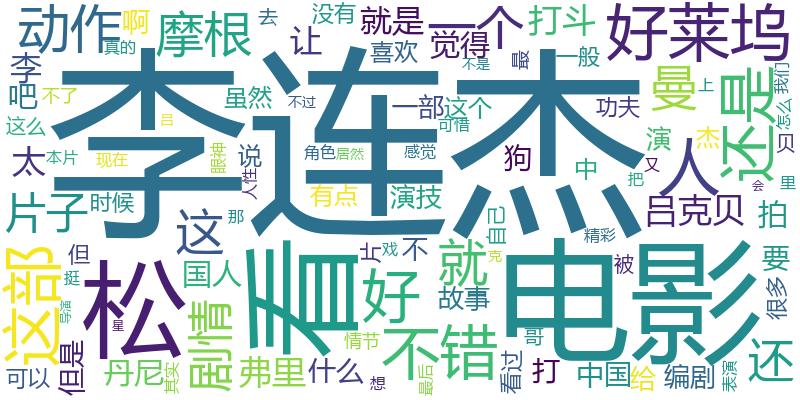 动作
啊
摩根
去
没有
就是
一个
打斗
好莱坞
真的
让
喜欢
觉得
不是
最
一般
李
吧
不了
虽然
不过
一部
这个
可惜
功夫
曼
上
还是
我们
怎么
李连杰
这么
本片
太
现在
吕
说
眼神
角色
居然
感觉
狗
中
又
演
杰
贝
人
把
会
里
片子
时候
这
那
人性
有点
演技
自己
精彩
吕克贝
拍
这部
但
挺
导演
但是
松
星
国人
看
好
片
戏
不
就
克
故事
电影
被
要
很多
还
可以
丹尼
其实
剧情
弗里
情节
什么
想
不错
最后
看过
哥
打
中国
给
编剧
表演